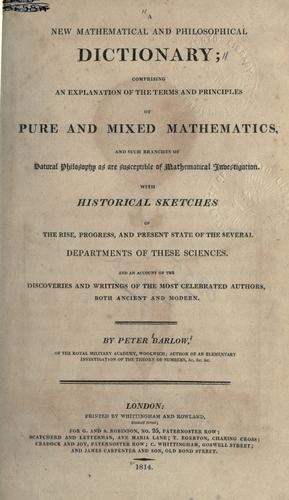 A
NEW MATHEMATICAL AND PHILOSOPHICAL
DICTIONARY;
COMPRISING
AN EXPLANATION OF THE TERMS AND PRINCIPLES
OF
PURE AND MIXED MATHEMATICS,
AND SUCH BRANCHES OF
Natural Philosophy as are susceptible of Mathematical Investigation.
WITH
HISTORICAL SKETCHES
OF
THE RISE, PROGRESS, AND PRESENT STATE OF THE SEVERAL
DEPARTMENTS OF THESE SCIENCES.
AND AN ACCOUNT OF THE
DISCOVERIES AND WRITINGS OF THE MOST CELEBRATED AUTHORS,
BOTH ANCIENT AND MODERN.
BY PETER BARLOW,
OF THE ROYAL MILITARY ACADEMY, WOOLWICH; AUTHOR OF AN ELEMENTARY
INVESTIGATION OF THE THEORY OF NUMBERS, &c. &c. &c.
LONDON:
PRINTED BY WHITTINGHAM AND ROWLAND,
FOR G. AND S. ROBINSON, NO. 25, PATERNOSTER ROW;
SCATCHERD AND LETTERMAN, AVE MARIA LANE; T. EGERTON, CHARING CROSS;
CRADOCK AND JOY, PATERNOSTER ROW; C. WHITTINGHAM, GOSWELL STREET;
AND JAMES CARPENTER AND SON, OLD BOND STREET.
1814.